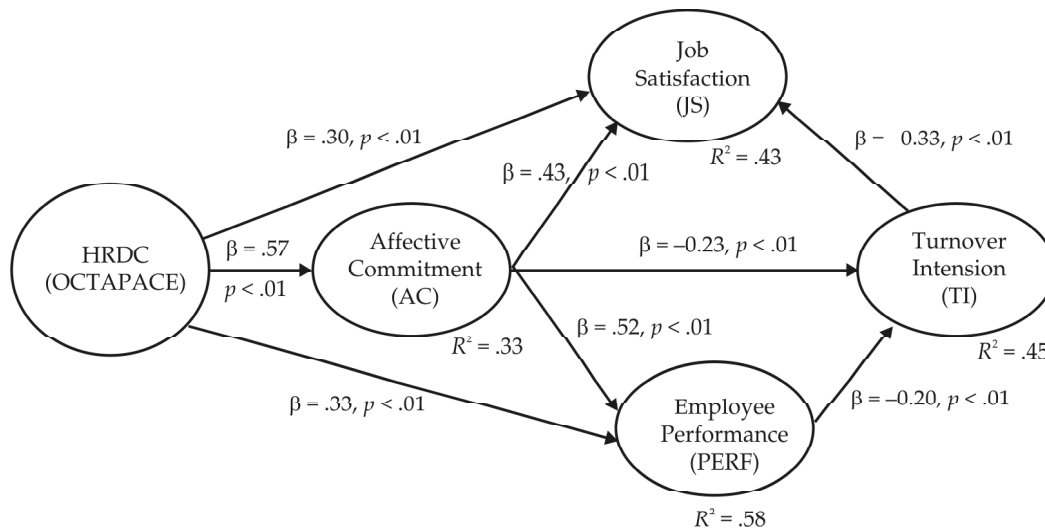 Job
Satisfaction
(JS)
R² = .43
β = .30, p < .01
β = .43, p < .01
β – 0.33, p < .01
HRDC
(OCTAPACE)
β = .57
p < .01
Affective
Commitment
(AC)
R² = .33
β = –0.23, p < .01
Turnover
Intension
(TI)
R² = .45
β = .52, p < .01
β = .33, p < .01
β = –0.20, p < .01
Employee
Performance
(PERF)
R² = .58